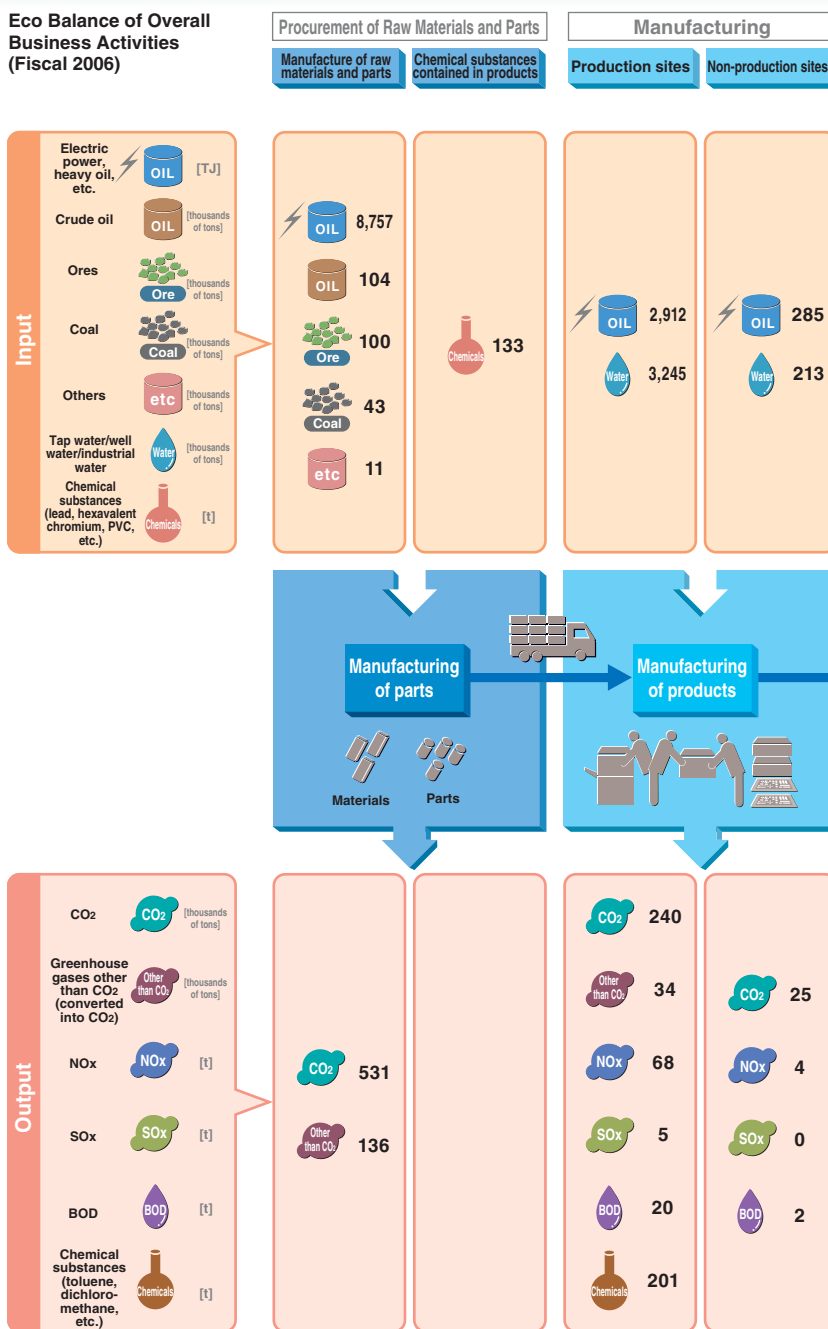 Eco Balance of Overall
Business Activities
(Fiscal 2006)
Procurement of Raw Materials and Parts
Manufacturing
Manufacture of raw
materials and parts
Chemical substances
contained in products
Production sites
Non-production sites
Input
Electric
power,
heavy oil,
etc.
OIL
[TJ]
Crude oil
OIL
[thousands
of tons]
Ores
Ore
[thousands
of tons]
Coal
Coal
[thousands
of tons]
Others
etc
[thousands
of tons]
Tap water/well
water/industrial
water
Water
[thousands
of tons]
Chemical
substances
(lead, hexavalent
chromium, PVC,
etc.)
Chemicals
[t]
OIL
8,757
OIL
104
Ore
100
Coal
43
etc
11
Chemicals
133
OIL
2,912
Water
3,245
OIL
285
Water
213
Manufacturing
of parts
Materials
Parts
Manufacturing
of products
Output
CO2
CO2
[thousands
of tons]
Greenhouse
gases other
than CO2
(converted
into CO2)
Other
than CO2
[thousands
of tons]
NOx
NOx
[t]
SOx
SOx
[t]
BOD
BOD
[t]
Chemical
substances
(toluene,
dichloro-
methane,
etc.)
Chemicals
[t]
CO2
531
Other
than CO2
136
CO2
240
Other
than CO2
34
NOx
68
SOx
5
BOD
20
Chemicals
201
CO2
25
NOx
4
SOx
0
BOD
2